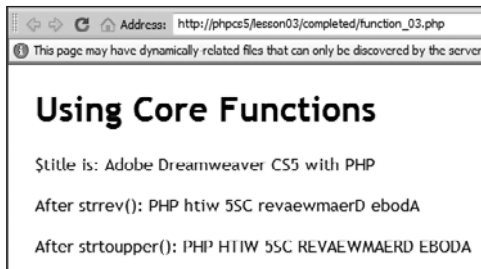 Address: http://phpcs5/lesson03/completed/function_03.php
This page may have dynamically-related files that can only be discovered by the server
Using Core Functions
$title is: Adobe Dreamweaver CS5 with PHP
After strrev(): PHP htiw 5SC revaewmaerD ebodA
After strtoupper(): PHP HTIW 5SC REVAEWMAERD EBODA